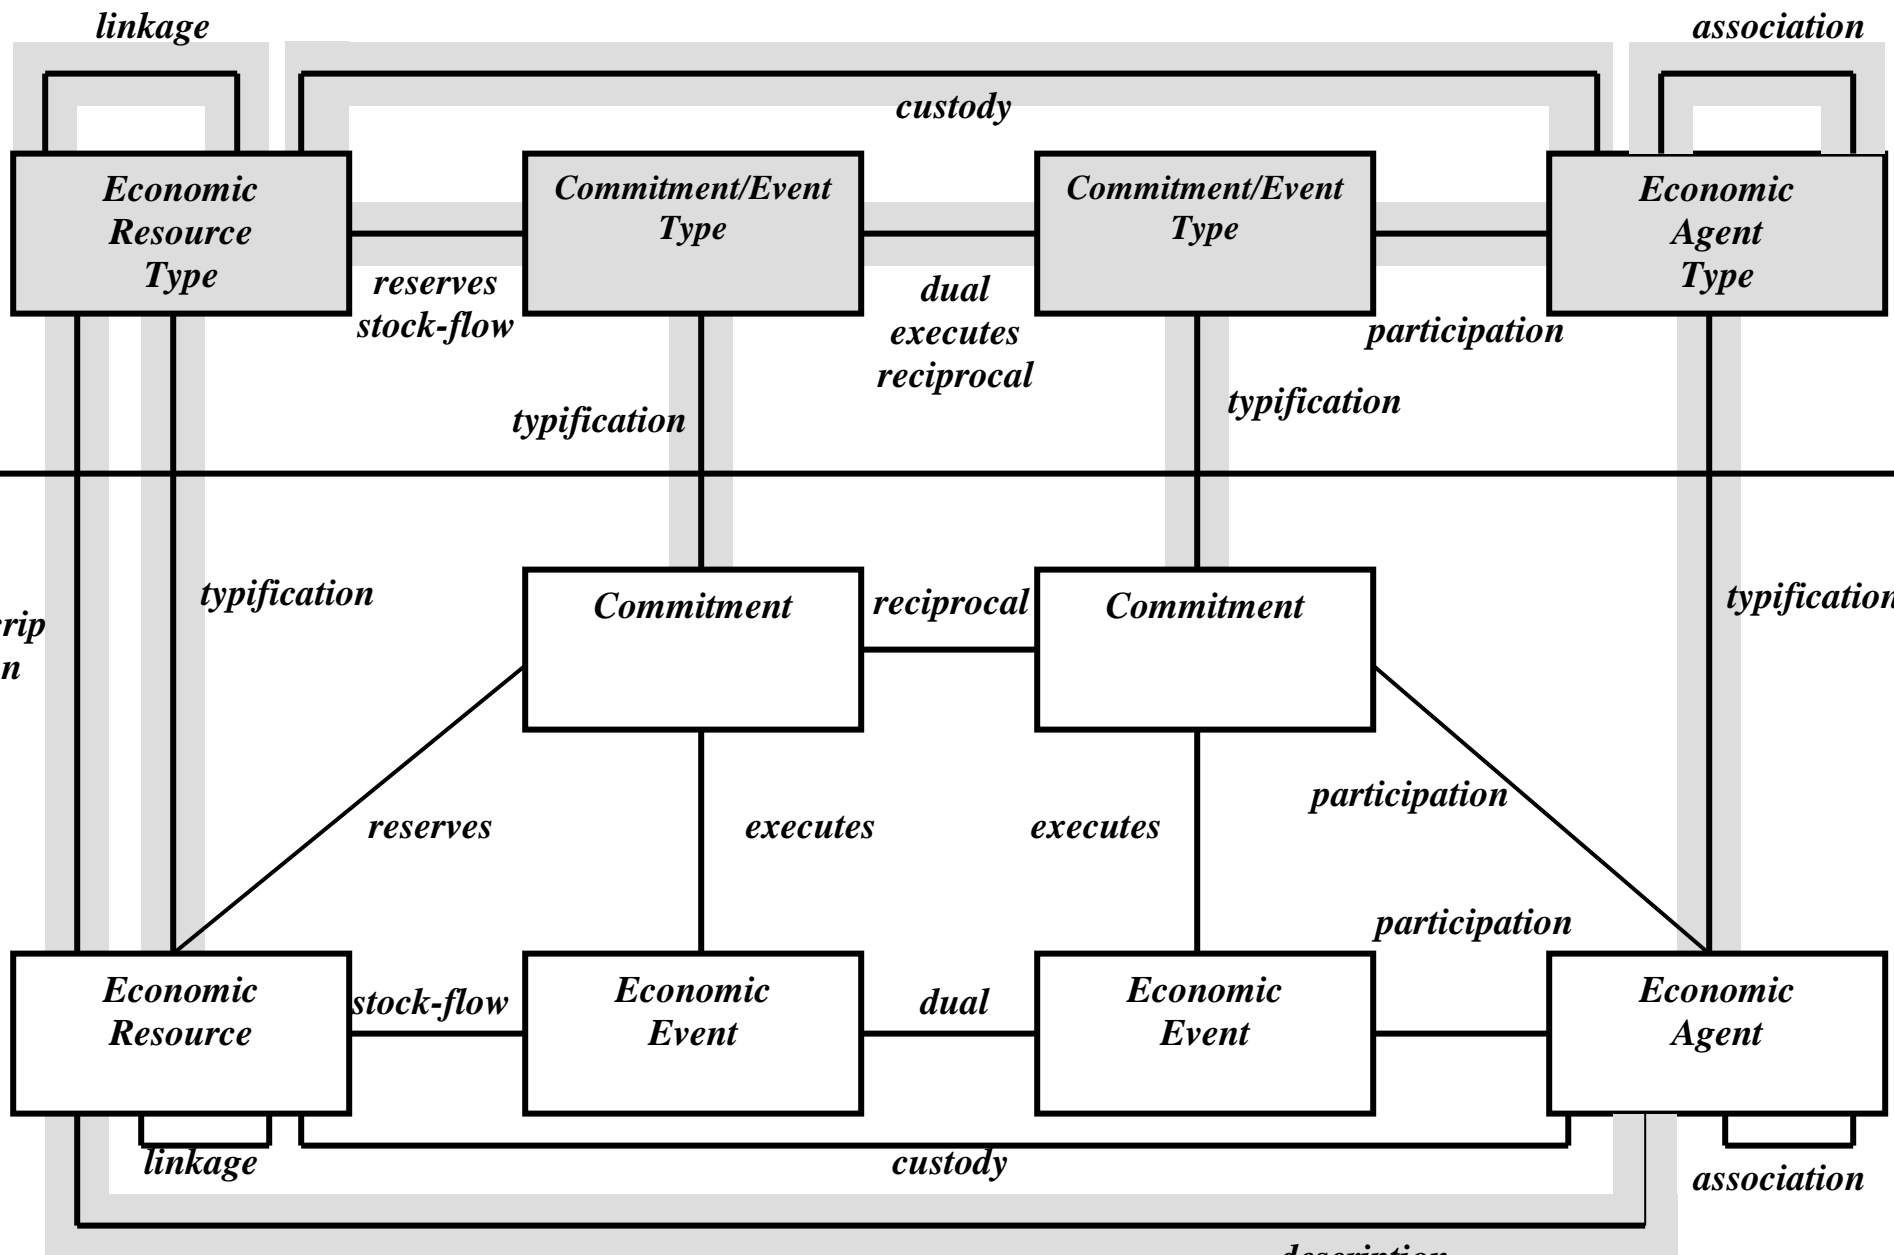 linkage
association
custody
Economic
Resource
Type
Commitment/Event
Type
Commitment/Event
Type
Economic
Agent
Type
reserves
stock-flow
dual
executes
reciprocal
participation
typification
typification
typification
typification
Commitment
reciprocal
Commitment
rip
n
reserves
executes
executes
participation
participation
Economic
Resource
stock-flow
Economic
Event
dual
Economic
Event
Economic
Agent
linkage
custody
association
description